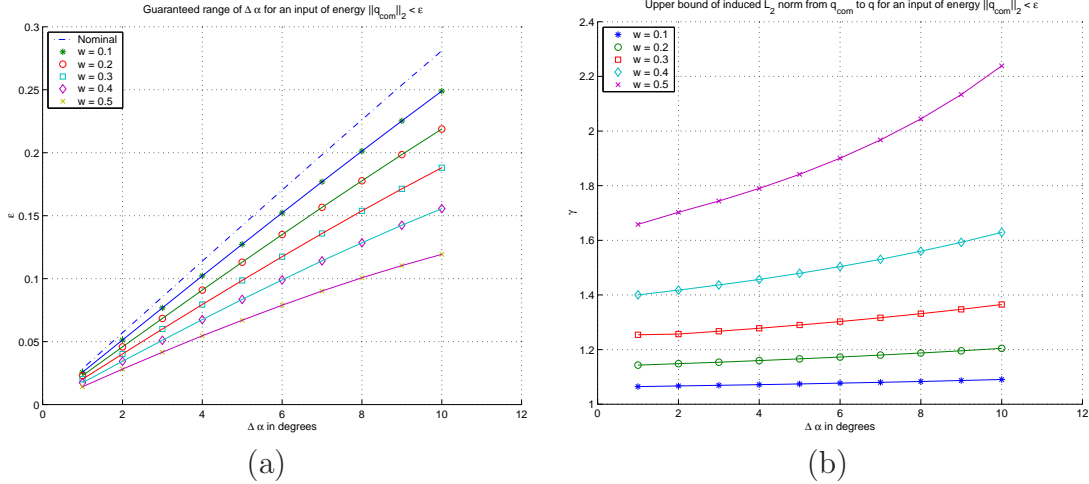 Guaranteed range of Δ α for an input of energy ||q_com||_2 < ε
0.3
0.25
0.2
0.15
0.1
0.05
0
ε
Nominal
w = 0.1
w = 0.2
w = 0.3
w = 0.4
w = 0.5
0 2 4 6 8 10 12
Δ α in degrees
(a)
Upper bound of induced L_2 norm from q_com to q for an input of energy ||q_com||_2 < ε
2.4
2.2
2
1.8
1.6
1.4
1.2
1
γ
w = 0.1
w = 0.2
w = 0.3
w = 0.4
w = 0.5
0 2 4 6 8 10 12
Δ α in degrees
(b)